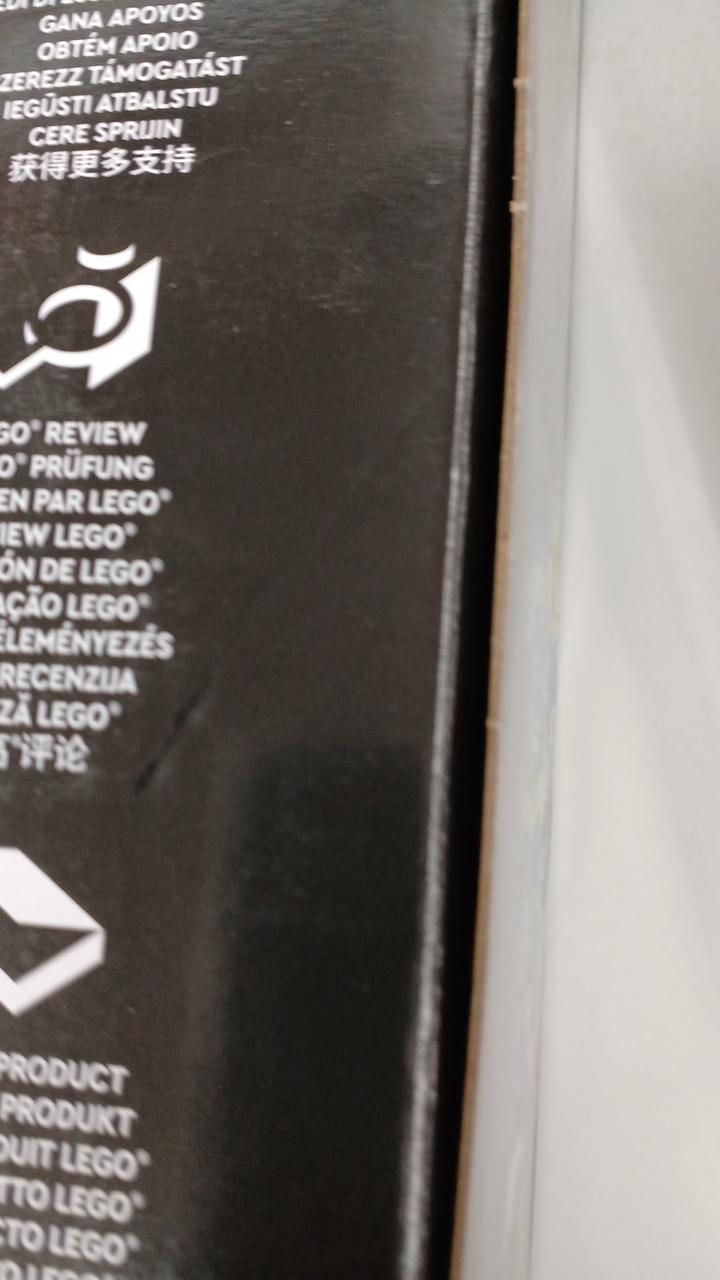 GANA APOYOS
OBTÉM APOIO
ZEREZZ TÁMOGATÁST
IEGŪSTI ATBALSTU
CERE SPRIJIN
获得更多支持
GO® REVIEW
O® PRÜFUNG
EN PAR LEGO®
IEW LEGO®
ÓN DE LEGO®
AÇÃO LEGO®
ÉLEMÉNYEZÉS
RECENZIJA
ZĂ LEGO®
®评论
PRODUCT
PRODUKT
DUIT LEGO®
TTO LEGO®
CTO LEGO®